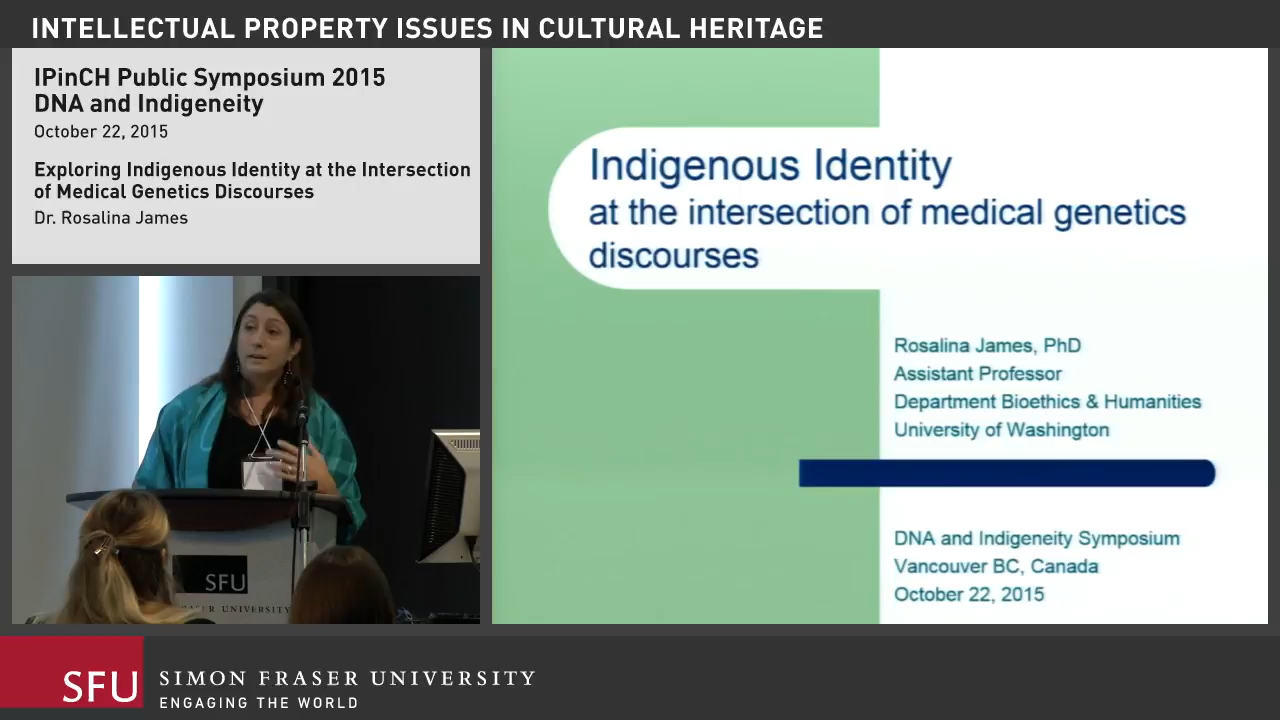 INTELLECTUAL PROPERTY ISSUES IN CULTURAL HERITAGE
IPinCH Public Symposium 2015
DNA and Indigeneity
October 22, 2015
Exploring Indigenous Identity at the Intersection
of Medical Genetics Discourses
Dr. Rosalina James
SFU
FRASER UNIVERSITY
Indigenous Identity
at the intersection of medical genetics
discourses
Rosalina James, PhD
Assistant Professor
Department Bioethics & Humanities
University of Washington
DNA and Indigeneity Symposium
Vancouver BC, Canada
October 22, 2015
SFU
SIMON FRASER UNIVERSITY
ENGAGING THE WORLD